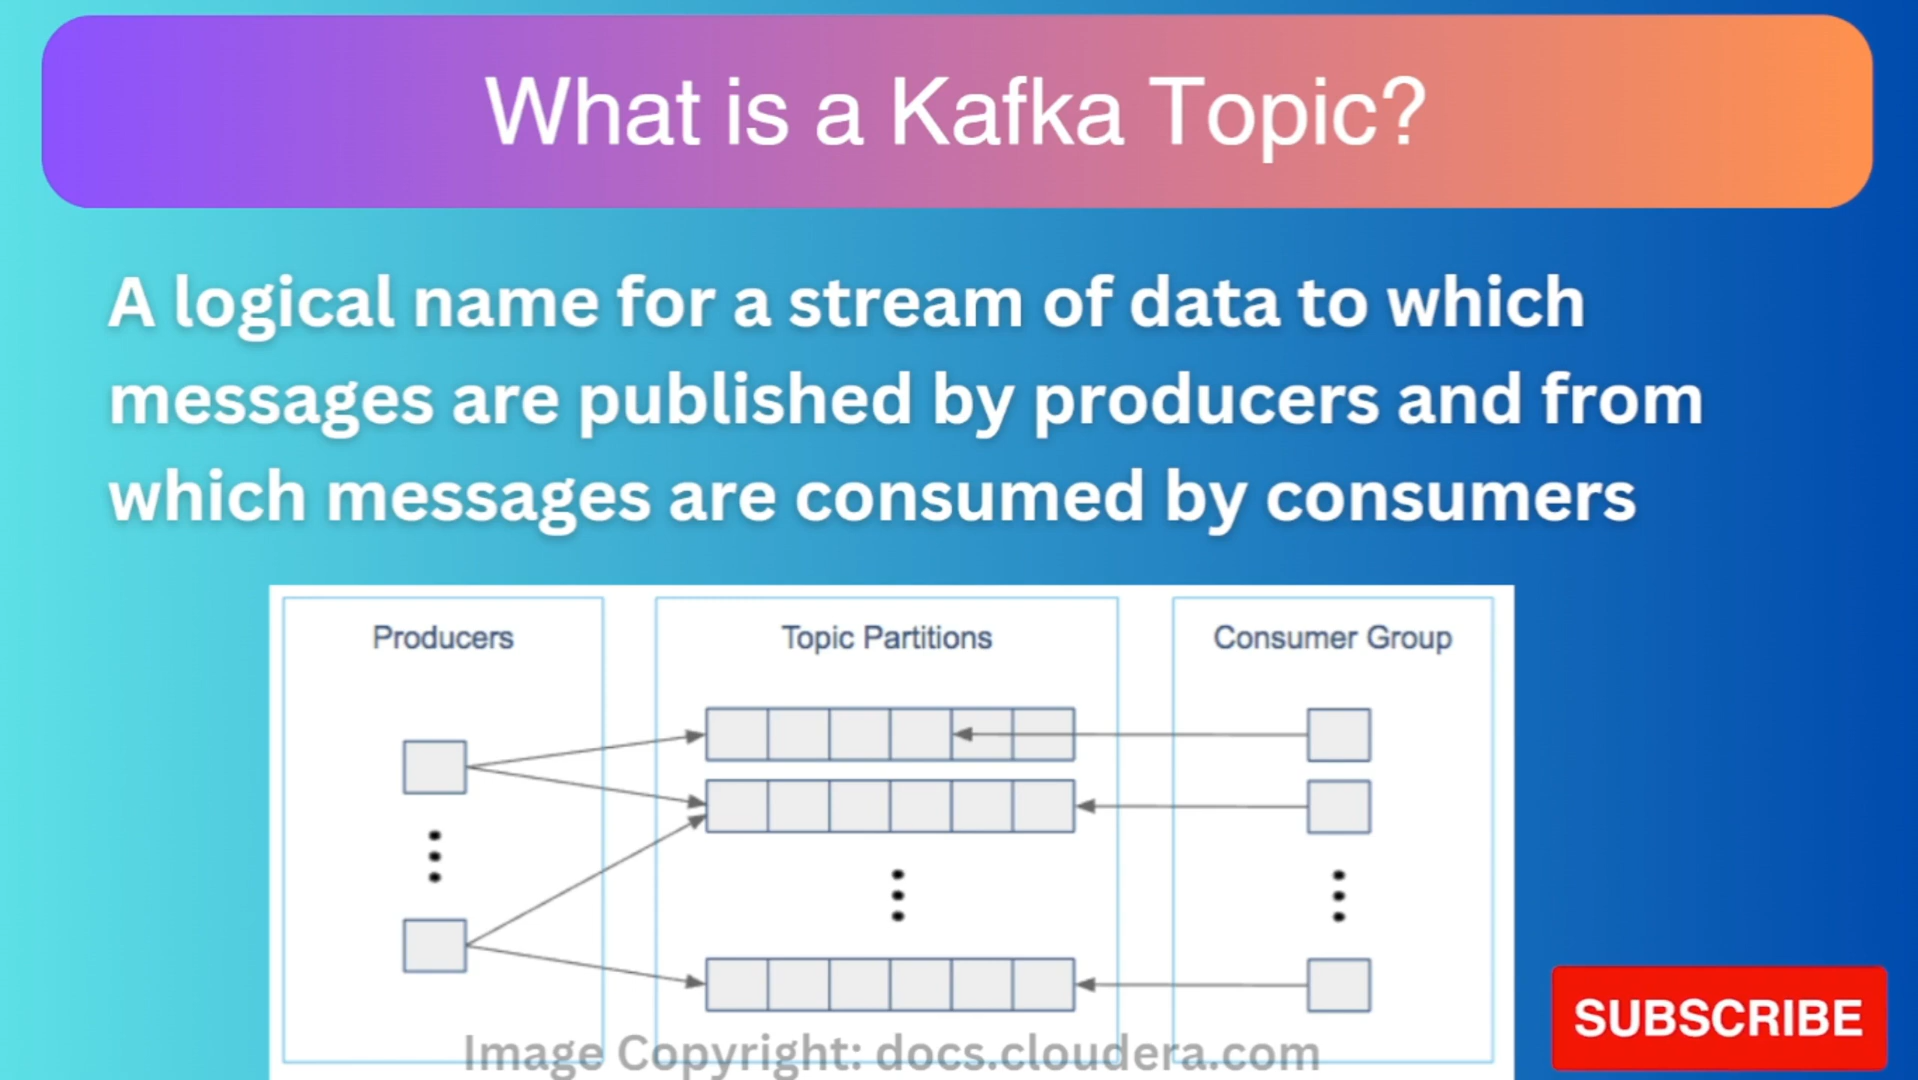 What is a Kafka Topic?
A logical name for a stream of data to which
messages are published by producers and from
which messages are consumed by consumers
Producers
Topic Partitions
Consumer Group
Image Copyright: docs.cloudera.com
SUBSCRIBE